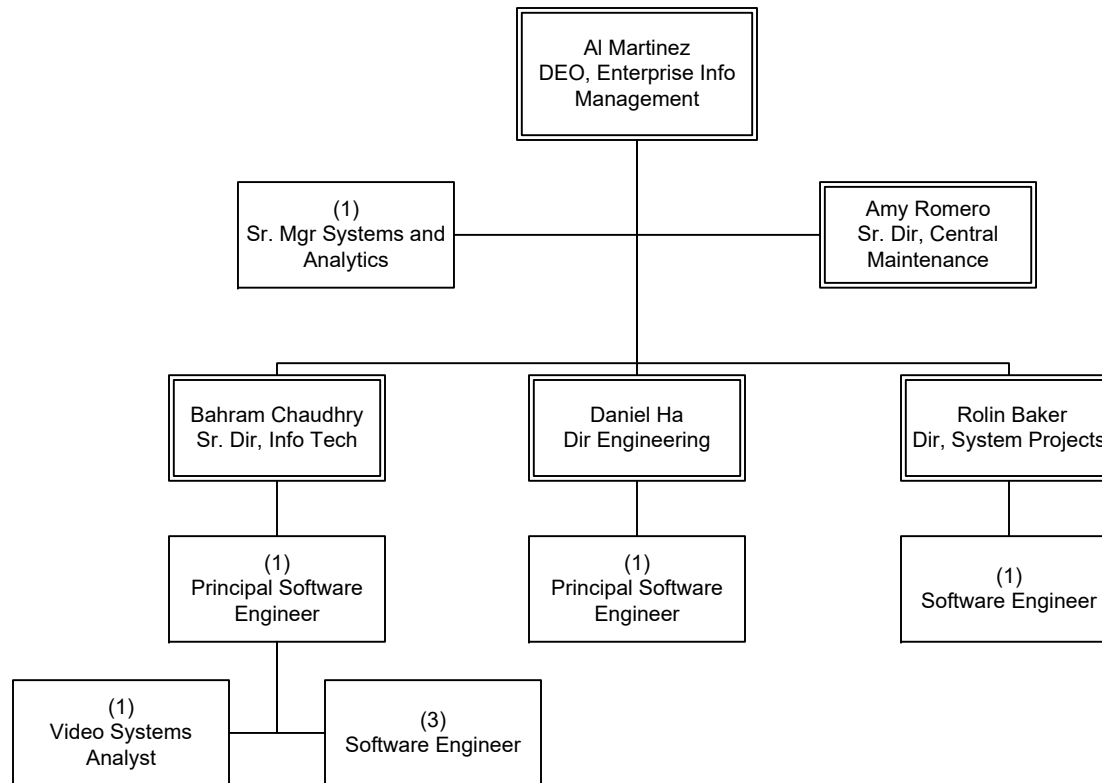 Al Martinez
DEO, Enterprise Info
Management
(1)
Sr. Mgr Systems and
Analytics
Amy Romero
Sr. Dir, Central
Maintenance
Bahram Chaudhry
Sr. Dir, Info Tech
Daniel Ha
Dir Engineering
Rolin Baker
Dir, System Projects
(1)
Principal Software
Engineer
(1)
Principal Software
Engineer
(1)
Software Engineer
(1)
Video Systems
Analyst
(3)
Software Engineer